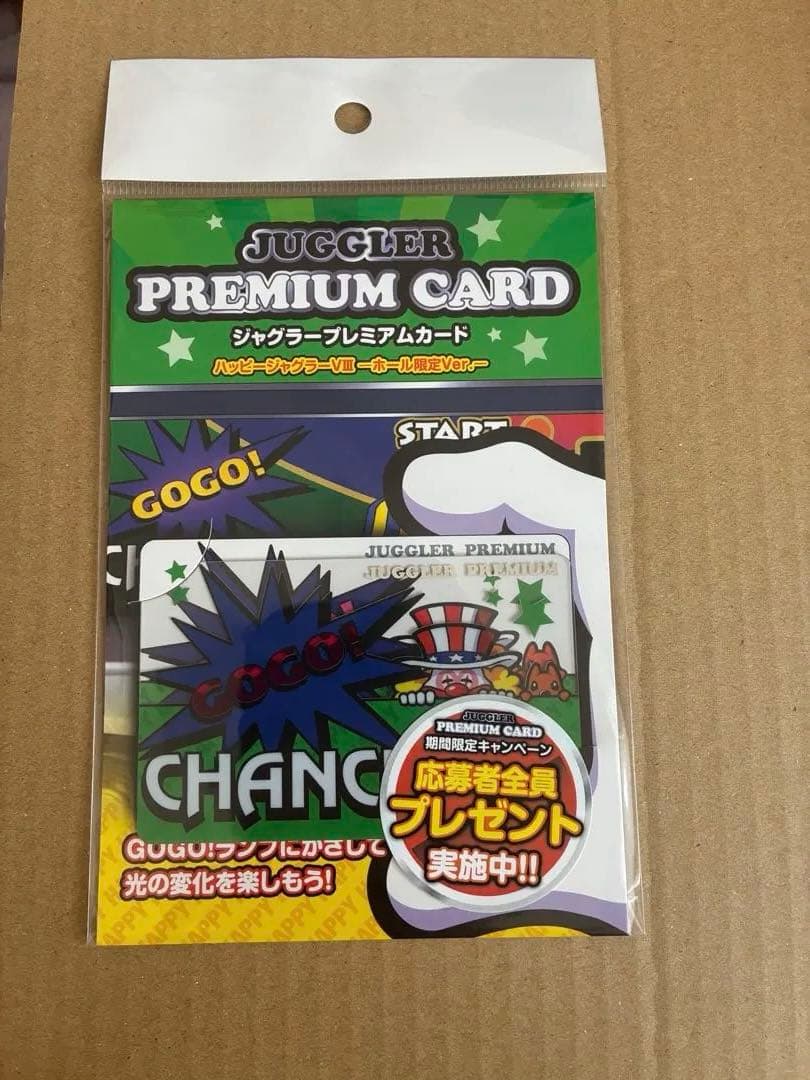 JUGGLER
PREMIUM CARD
ジャグラープレミアムカード
ハッピージャグラーVⅢ ーホール限定Ver.ー
START
GOGO!
CH
JUGGLER PREMIUM
JUGGLER PREMIUM
GOGO!
CHANC
JUGGLER
PREMIUM CARD
期間限定キャンペーン
応募者全員
プレゼント
実施中!!
GOGO!ランプにかざして
光の変化を楽しもう!
HAPPY